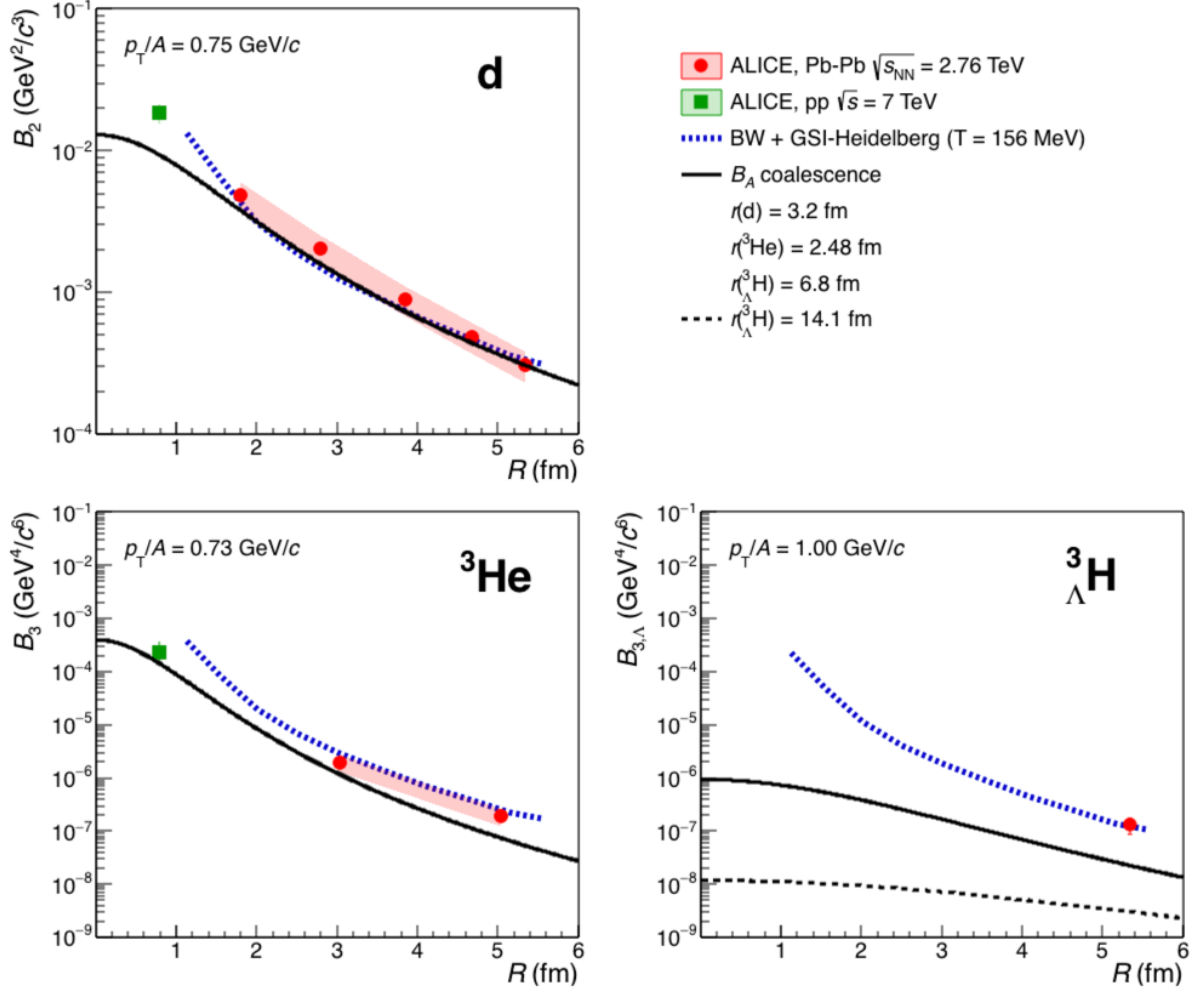 B₂ (GeV²/c³)
10⁻¹
10⁻²
10⁻³
10⁻⁴
p_T/A = 0.75 GeV/c
d
1 2 3 4 5 6
R (fm)
ALICE, Pb-Pb √s_NN = 2.76 TeV
ALICE, pp √s = 7 TeV
BW + GSI-Heidelberg (T = 156 MeV)
B_A coalescence
r(d) = 3.2 fm
r(³He) = 2.48 fm
r(³_ΛH) = 6.8 fm
r(³_ΛH) = 14.1 fm
B₃ (GeV⁴/c⁶)
10⁻¹
10⁻²
10⁻³
10⁻⁴
10⁻⁵
10⁻⁶
10⁻⁷
10⁻⁸
10⁻⁹
p_T/A = 0.73 GeV/c
³He
1 2 3 4 5 6
R (fm)
B₃,Λ (GeV⁴/c⁶)
10⁻¹
10⁻²
10⁻³
10⁻⁴
10⁻⁵
10⁻⁶
10⁻⁷
10⁻⁸
10⁻⁹
p_T/A = 1.00 GeV/c
³_ΛH
1 2 3 4 5 6
R (fm)